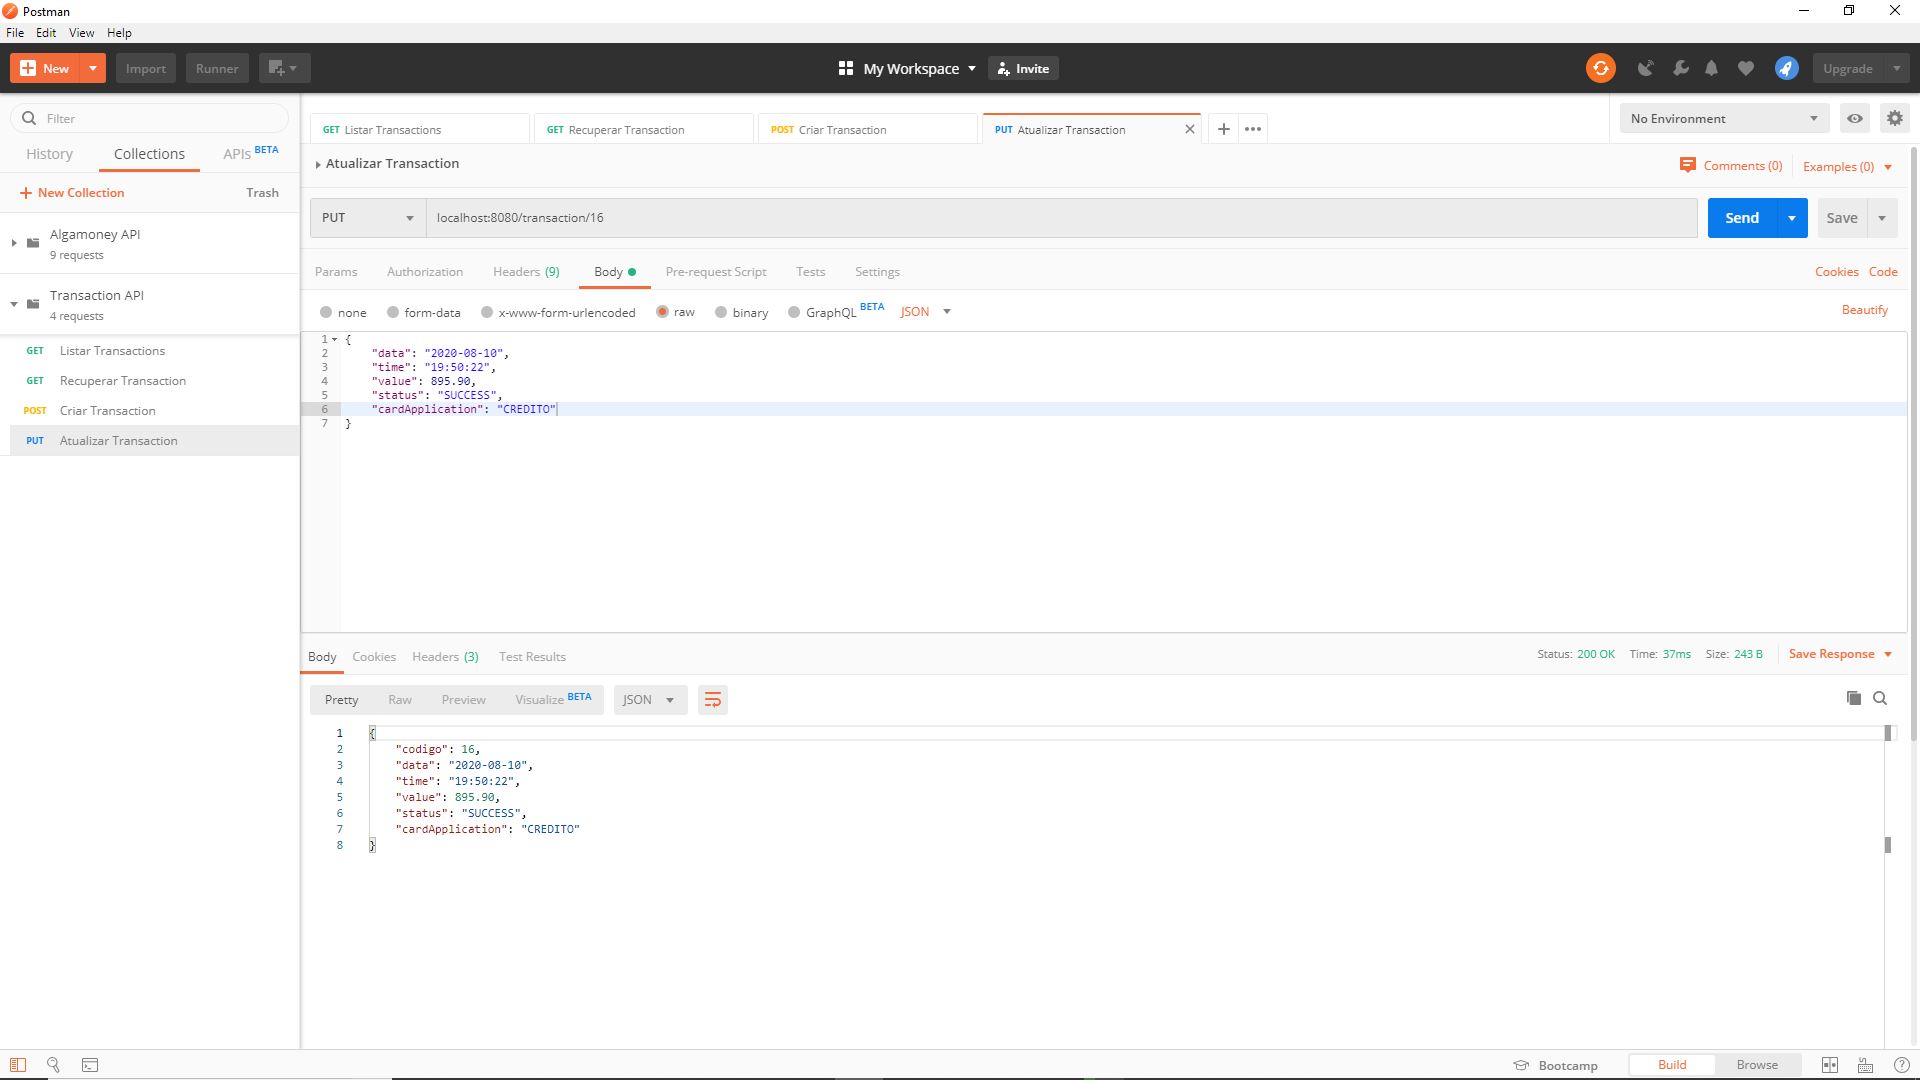 Postman
File Edit View Help
New Import Runner My Workspace Invite Upgrade
Filter
History Collections APIs BETA
New Collection Trash
Algamoney API
9 requests
Transaction API
4 requests
GET Listar Transactions
GET Recuperar Transaction
POST Criar Transaction
PUT Atualizar Transaction
GET Listar Transactions GET Recuperar Transaction POST Criar Transaction PUT Atualizar Transaction
No Environment
Atualizar Transaction
Comments (0) Examples (0)
PUT localhost:8080/transaction/16 Send Save
Params Authorization Headers (9) Body Pre-request Script Tests Settings Cookies Code
none form-data x-www-form-urlencoded raw binary GraphQL BETA JSON Beautify
1 {
2 "data": "2020-08-10",
3 "time": "19:50:22",
4 "value": 895.90,
5 "status": "SUCCESS",
6 "cardApplication": "CREDITO"
7 }
Body Cookies Headers (3) Test Results Status: 200 OK Time: 37ms Size: 243 B Save Response
Pretty Raw Preview Visualize BETA JSON
1 {
2 "codigo": 16,
3 "data": "2020-08-10",
4 "time": "19:50:22",
5 "value": 895.90,
6 "status": "SUCCESS",
7 "cardApplication": "CREDITO"
8 }
Bootcamp Build Browse